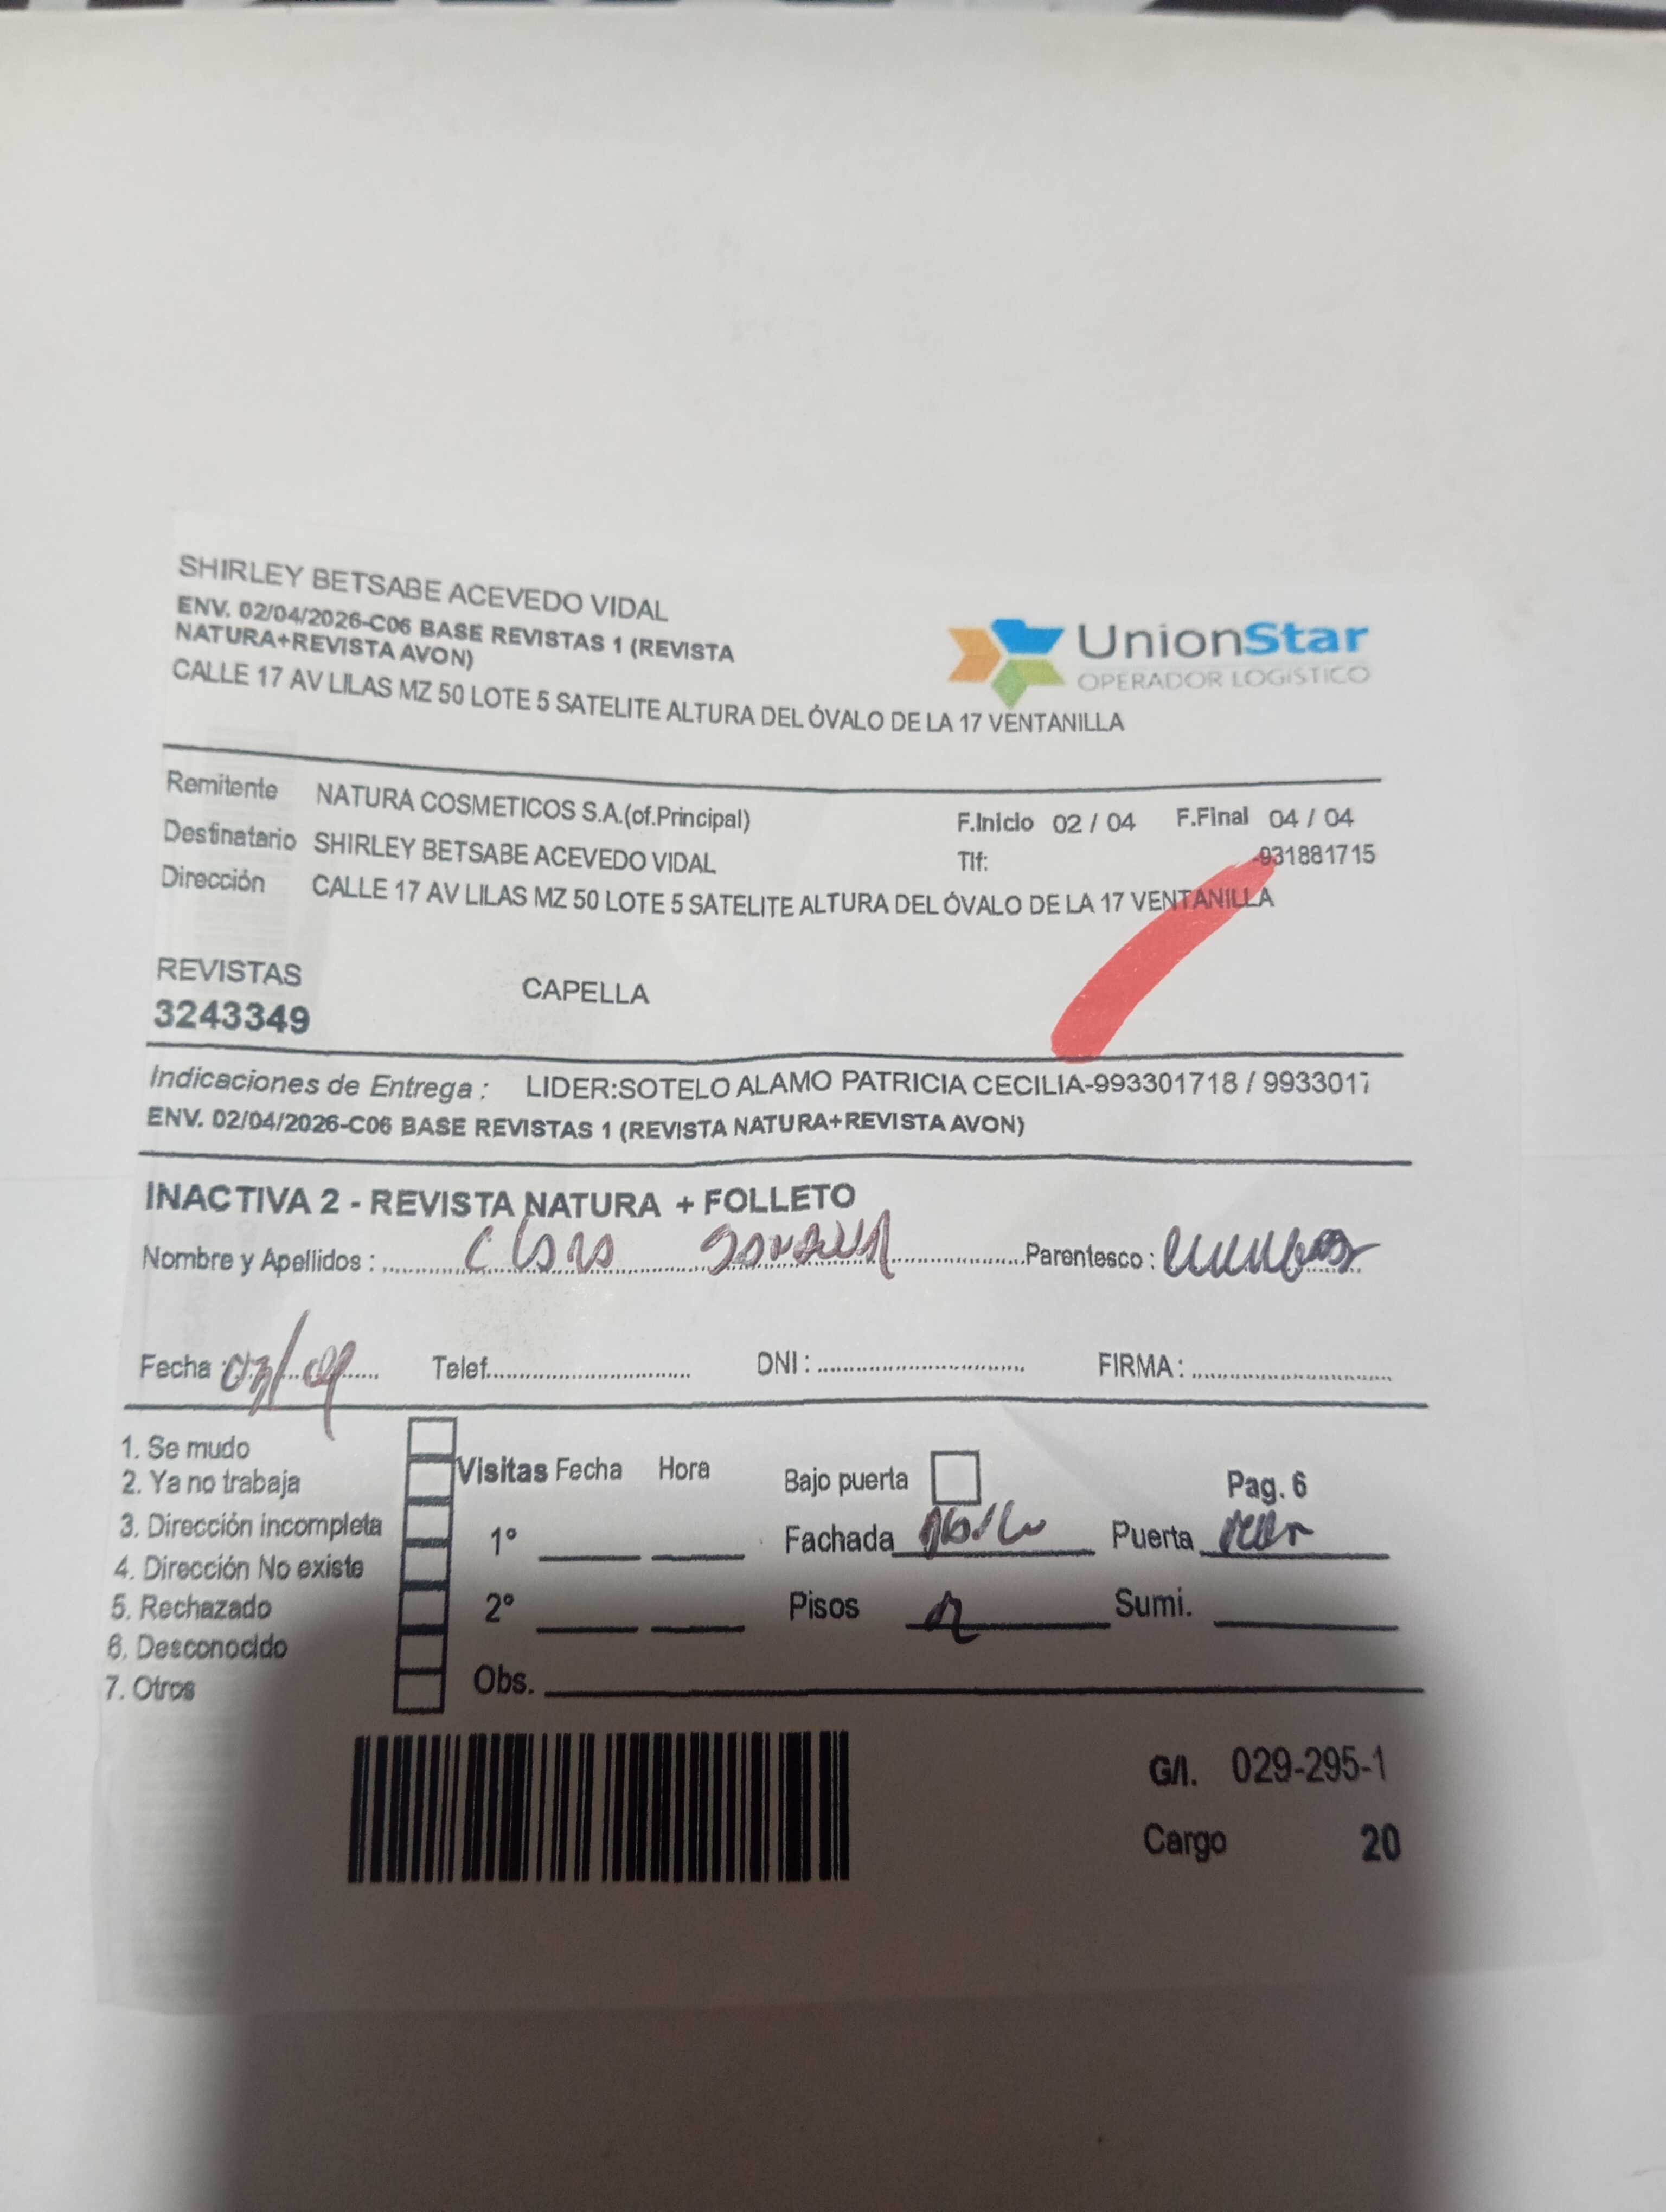 SHIRLEY BETSABE ACEVEDO VIDAL
ENV. 02/04/2026-C06 BASE REVISTAS 1 (REVISTA
NATURA+REVISTA AVON)
CALLE 17 AV LILAS MZ 50 LOTE 5 SATELITE ALTURA DEL ÓVALO DE LA 17 VENTANILLA
UnionStar
OPERADOR LOGISTICO
Remitente NATURA COSMETICOS S.A.(of.Principal) F.Inicio 02 / 04 F.Final 04 / 04
Destinatario SHIRLEY BETSABE ACEVEDO VIDAL Tlf: -931881715
Dirección CALLE 17 AV LILAS MZ 50 LOTE 5 SATELITE ALTURA DEL ÓVALO DE LA 17 VENTANILLA
REVISTAS CAPELLA
3243349
Indicaciones de Entrega : LIDER:SOTELO ALAMO PATRICIA CECILIA-993301718 / 9933017
ENV. 02/04/2026-C06 BASE REVISTAS 1 (REVISTA NATURA+REVISTA AVON)
INACTIVA 2 - REVISTA NATURA + FOLLETO
Nombre y Apellidos : Parentesco :
Fecha 03/04 Telef. DNI : FIRMA :
1. Se mudo
2. Ya no trabaja
3. Dirección incompleta
4. Dirección No existe
5. Rechazado
6. Desconocido
7. Otros
Visitas Fecha Hora Bajo puerta Pag. 6
1° Fachada Puerta
2° Pisos Sumi.
Obs.
G/I. 029-295-1
Cargo 20